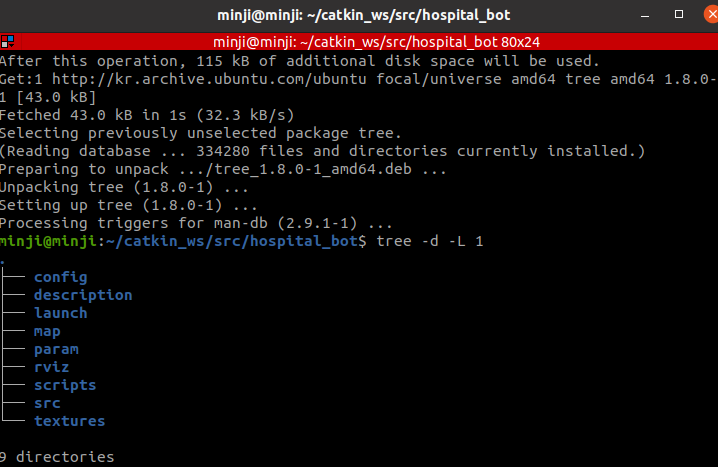 minji@minji: ~/catkin_ws/src/hospital_bot
minji@minji: ~/catkin_ws/src/hospital_bot 80x24
After this operation, 115 kB of additional disk space will be used.
Get:1 http://kr.archive.ubuntu.com/ubuntu focal/universe amd64 tree amd64 1.8.0-
1 [43.0 kB]
Fetched 43.0 kB in 1s (32.3 kB/s)
Selecting previously unselected package tree.
(Reading database ... 334280 files and directories currently installed.)
Preparing to unpack .../tree_1.8.0-1_amd64.deb ...
Unpacking tree (1.8.0-1) ...
Setting up tree (1.8.0-1) ...
Processing triggers for man-db (2.9.1-1) ...
minji@minji:~/catkin_ws/src/hospital_bot$ tree -d -L 1
.
├── config
├── description
├── launch
├── map
├── param
├── rviz
├── scripts
├── src
└── textures
9 directories